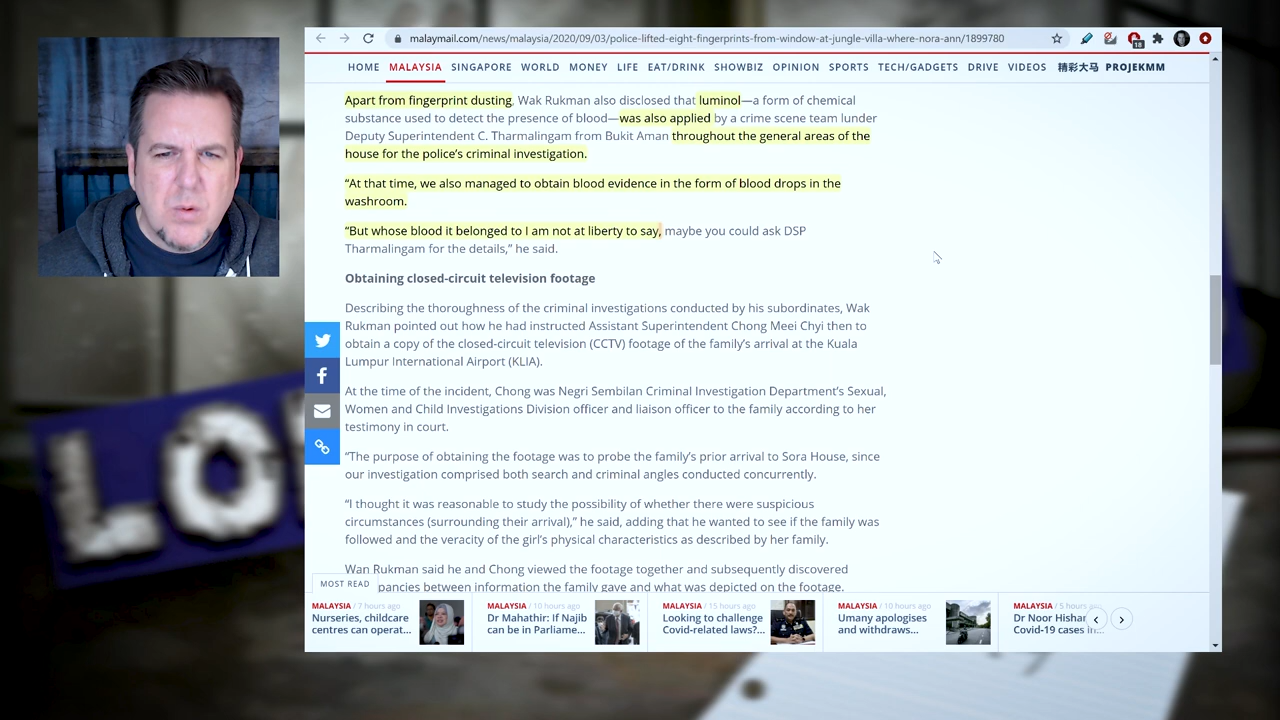 malaymail.com/news/malaysia/2020/09/03/police-lifted-eight-fingerprints-from-window-at-jungle-villa-where-nora-ann/1899780
18
HOME MALAYSIA SINGAPORE WORLD MONEY LIFE EAT/DRINK SHOWBIZ OPINION SPORTS TECH/GADGETS DRIVE VIDEOS 精彩大马 PROJEKMM
Apart from fingerprint dusting, Wak Rukman also disclosed that luminol—a form of chemical
substance used to detect the presence of blood—was also applied by a crime scene team lunder
Deputy Superintendent C. Tharmalingam from Bukit Aman throughout the general areas of the
house for the police's criminal investigation.
“At that time, we also managed to obtain blood evidence in the form of blood drops in the
washroom.
“But whose blood it belonged to I am not at liberty to say, maybe you could ask DSP
Tharmalingam for the details,” he said.
Obtaining closed-circuit television footage
Describing the thoroughness of the criminal investigations conducted by his subordinates, Wak
Rukman pointed out how he had instructed Assistant Superintendent Chong Meei Chyi then to
obtain a copy of the closed-circuit television (CCTV) footage of the family's arrival at the Kuala
Lumpur International Airport (KLIA).
At the time of the incident, Chong was Negri Sembilan Criminal Investigation Department's Sexual,
Women and Child Investigations Division officer and liaison officer to the family according to her
testimony in court.
“The purpose of obtaining the footage was to probe the family's prior arrival to Sora House, since
our investigation comprised both search and criminal angles conducted concurrently.
“I thought it was reasonable to study the possibility of whether there were suspicious
circumstances (surrounding their arrival),” he said, adding that he wanted to see if the family was
followed and the veracity of the girl's physical characteristics as described by her family.
Wan Rukman said he and Chong viewed the footage together and subsequently discovered
pancies between information the family gave and what was depicted on the footage.
MOST READ
MALAYSIA / 7 hours ago
Nurseries, childcare
centres can operat...
MALAYSIA / 10 hours ago
Dr Mahathir: If Najib
can be in Parliame...
MALAYSIA / 15 hours ago
Looking to challenge
Covid-related laws?...
MALAYSIA / 10 hours ago
Umany apologises
and withdraws...
MALAYSIA / 5 hours
Dr Noor Hishar
Covid-19 cases in...
LO